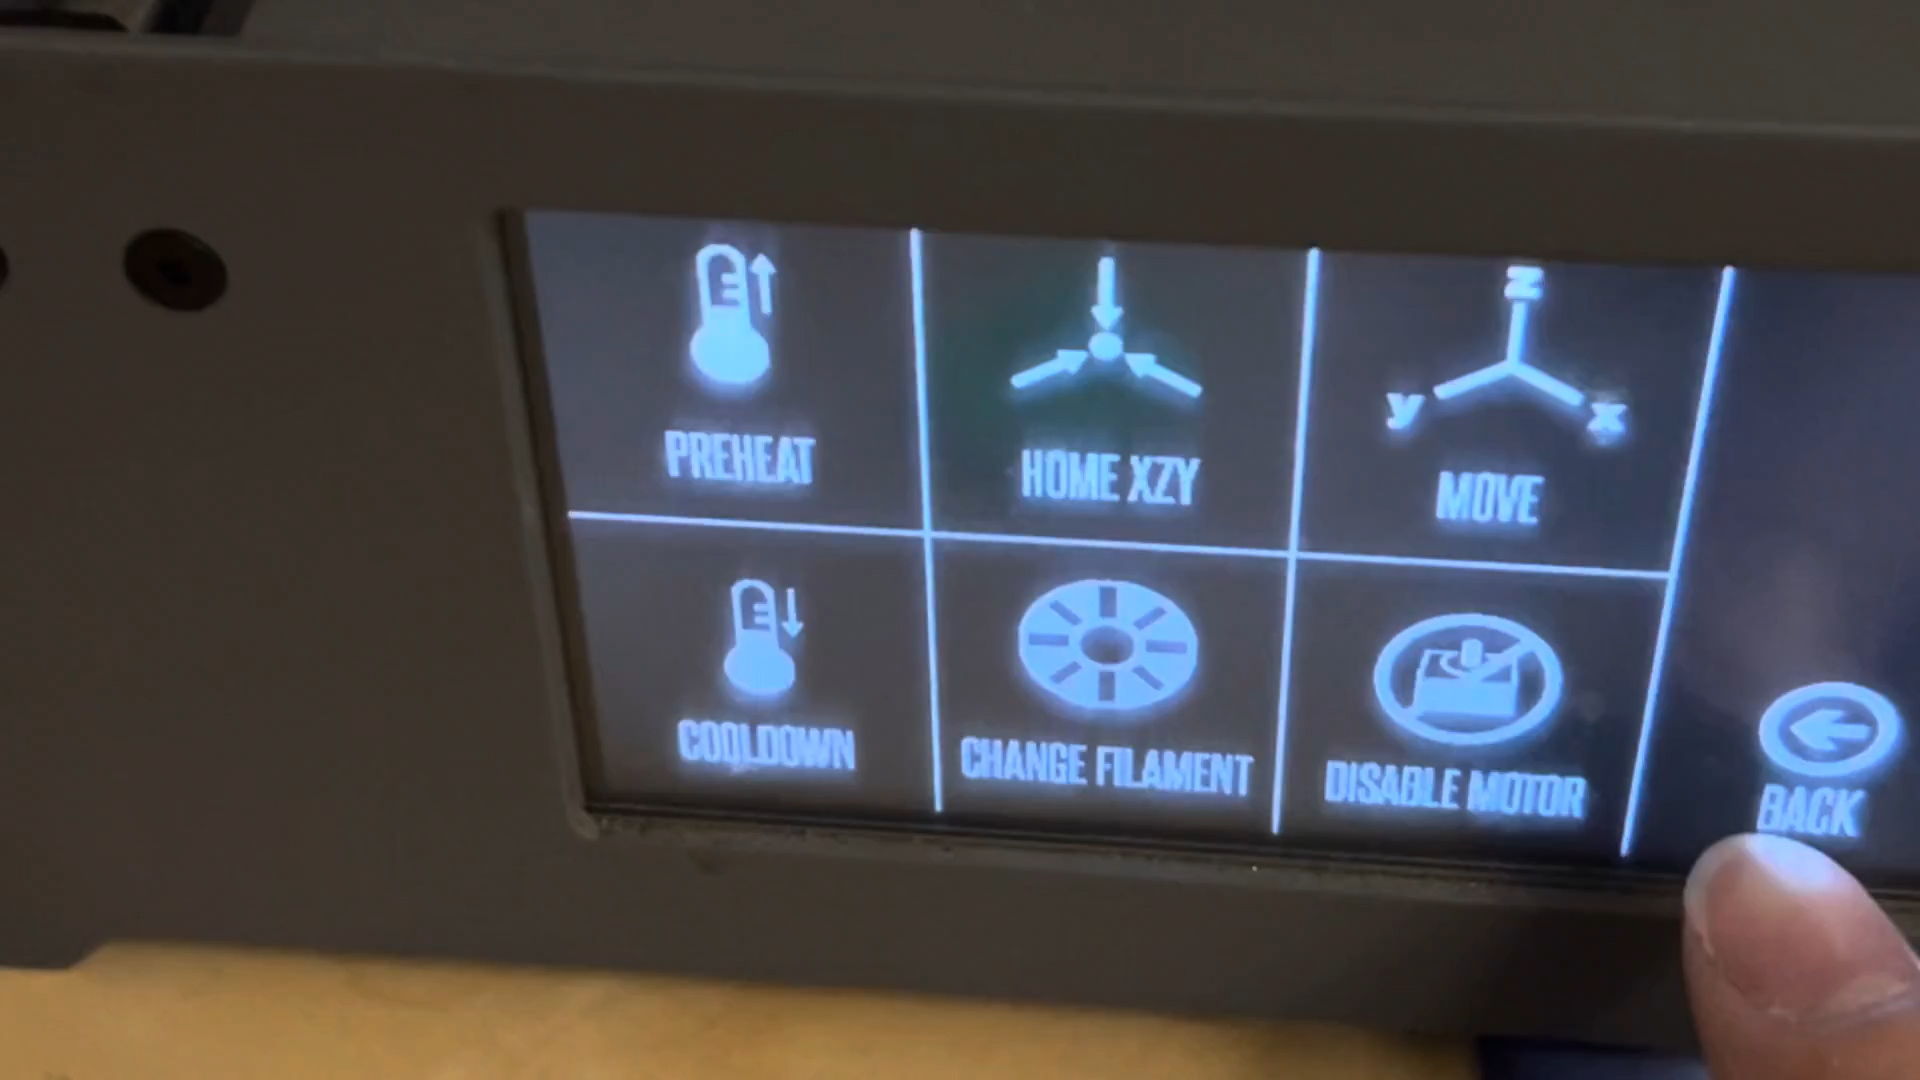 PREHEAT
HOME XZY
z
y
x
MOVE
COOLDOWN
CHANGE FILAMENT
DISABLE MOTOR
BACK